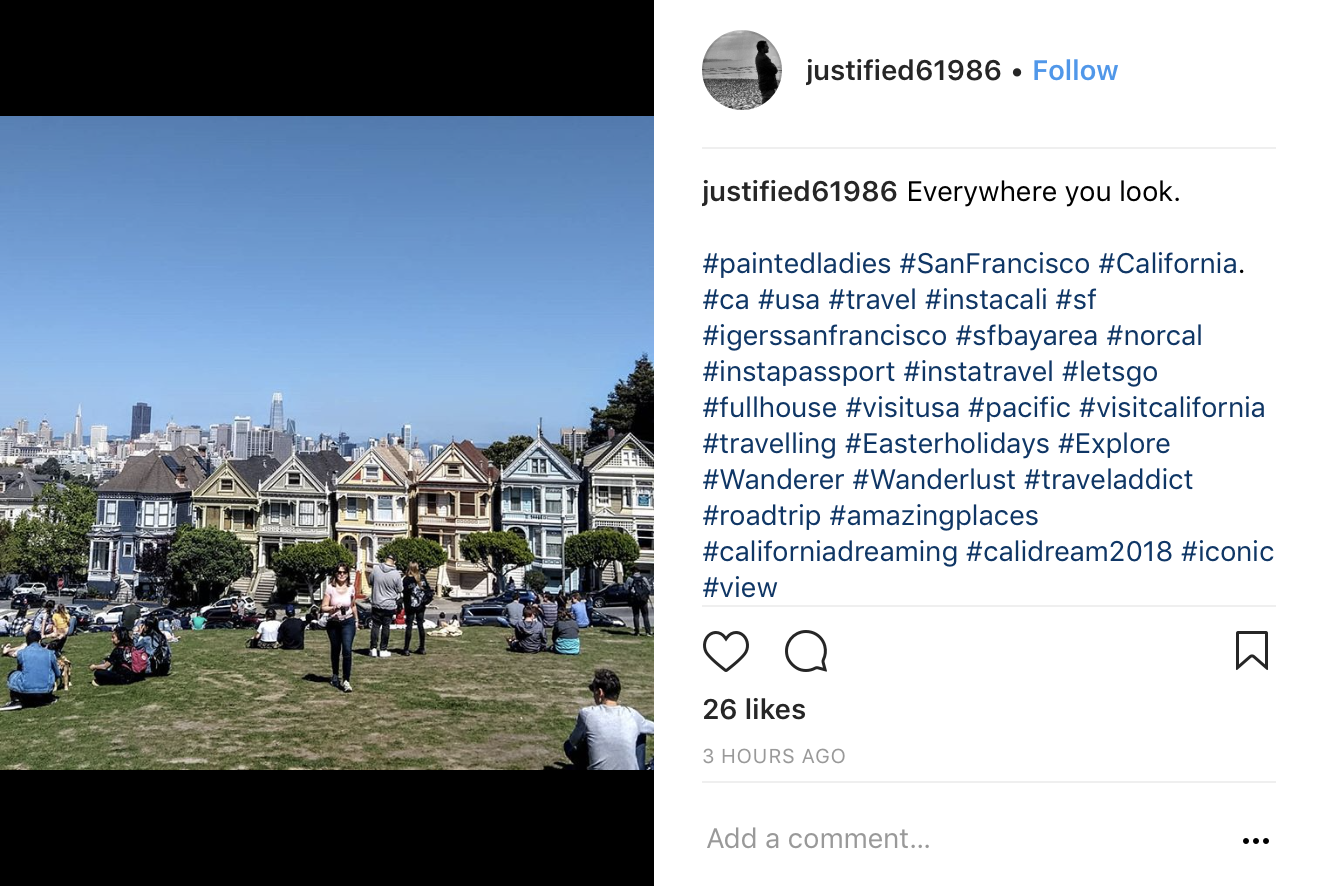 justified61986 • Follow
justified61986 Everywhere you look.
#paintedladies #SanFrancisco #California.
#ca #usa #travel #instacali #sf
#igerssanfrancisco #sfbayarea #norcal
#instapassport #instatravel #letsgo
#fullhouse #visitusa #pacific #visitcalifornia
#travelling #Easterholidays #Explore
#Wanderer #Wanderlust #traveladdict
#roadtrip #amazingplaces
#californiadreaming #calidream2018 #iconic
#view
26 likes
3 HOURS AGO
Add a comment...